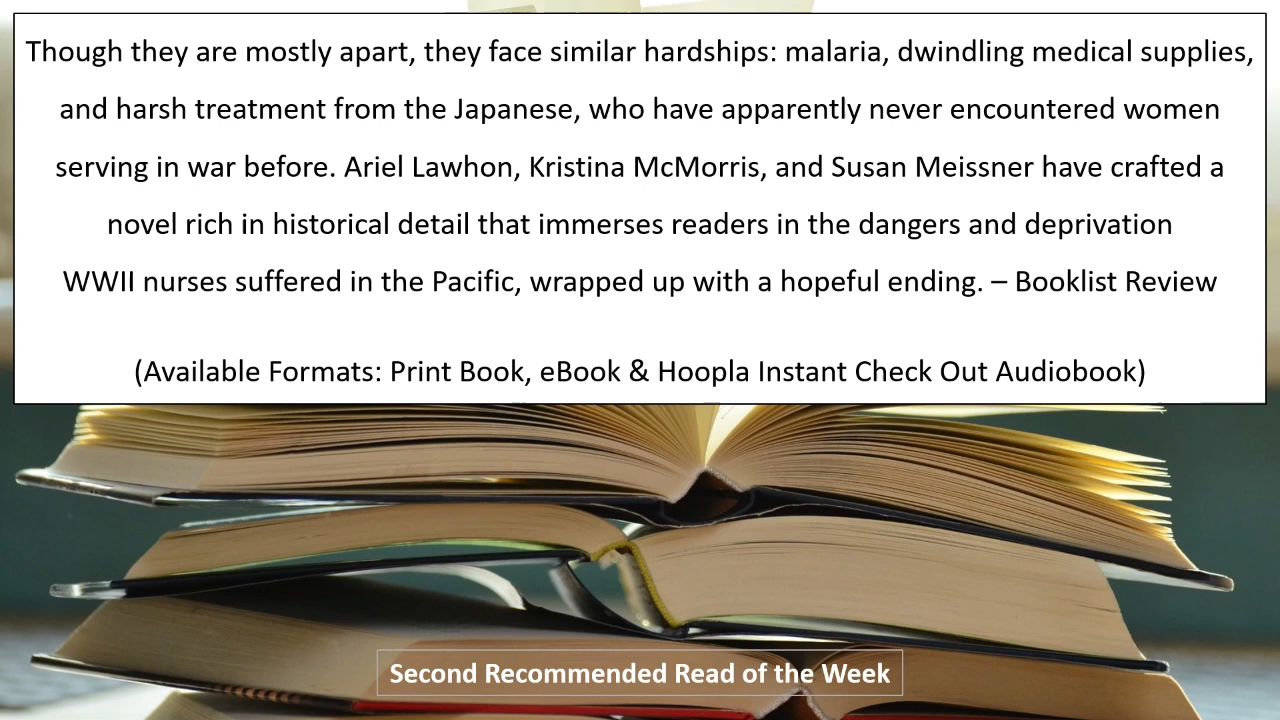 Though they are mostly apart, they face similar hardships: malaria, dwindling medical supplies,
and harsh treatment from the Japanese, who have apparently never encountered women
serving in war before. Ariel Lawhon, Kristina McMorris, and Susan Meissner have crafted a
novel rich in historical detail that immerses readers in the dangers and deprivation
WWII nurses suffered in the Pacific, wrapped up with a hopeful ending. – Booklist Review
(Available Formats: Print Book, eBook & Hoopla Instant Check Out Audiobook)
Second Recommended Read of the Week